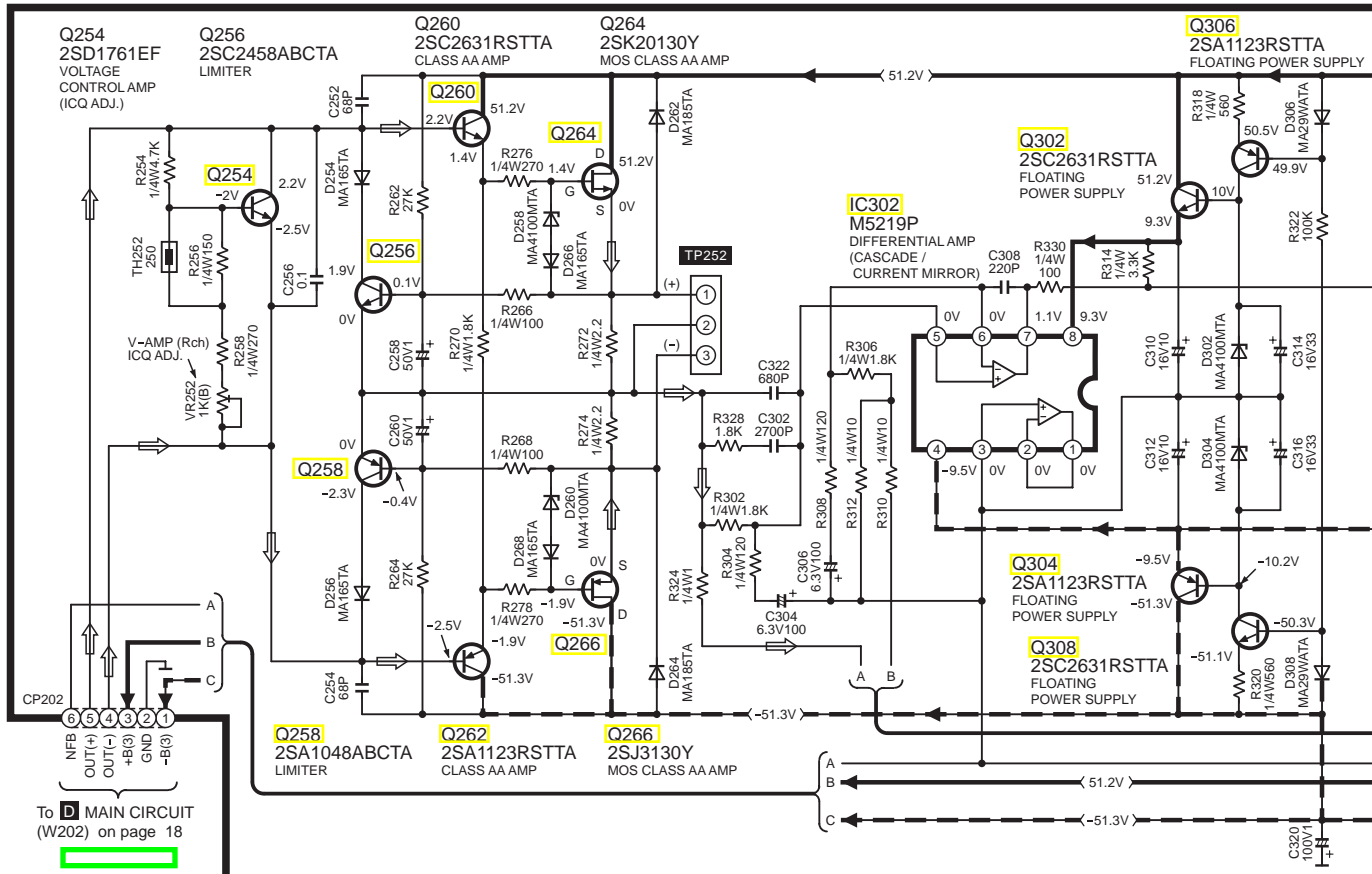 Q254
2SD1761EF
VOLTAGE
CONTROL AMP
(ICQ ADJ.)
Q256
2SC2458ABCTA
LIMITER
Q260
2SC2631RSTTA
CLASS AA AMP
Q264
2SK20130Y
MOS CLASS AA AMP
Q306
2SA1123RSTTA
FLOATING POWER SUPPLY
51.2V
C252
68P
Q260
51.2V
2.2V
1.4V
D262
MA185TA
R318
1/4W
560
D306
MA29WATA
50.5V
49.9V
Q264
D
51.2V
1.4V
G
S
0V
R276
1/4W270
R254
1/4W4.7K
Q254
-2V
2.2V
-2.5V
D254
MA165TA
R262
27K
D258
MA4100MTA
D266
MA165TA
Q302
2SC2631RSTTA
FLOATING
POWER SUPPLY
51.2V
10V
9.3V
R322
100K
TH252
250
R256
1/4W150
C256
0.1
Q256
1.9V
0.1V
0V
R266
1/4W100
TP252
(+)
1
2
(-)
3
IC302
M5219P
DIFFERENTIAL AMP
(CASCADE /
CURRENT MIRROR)
C308
220P
R330
1/4W
100
R314
1/4W
3.3K
0V
0V
1.1V
9.3V
5
6
7
8
V-AMP (Rch)
ICQ ADJ.
R258
1/4W270
VR252
1K(B)
C258
50V1
R270
1/4W1.8K
R272
1/4W2.2
C322
680P
R306
1/4W1.8K
C310
16V10
D302
MA4100MTA
C314
16V33
0V
Q258
-2.3V
-0.4V
C260
50V1
R268
1/4W100
R274
1/4W2.2
R328
1.8K
C302
2700P
1/4W120
R308
1/4W10
R312
1/4W10
R310
4
3
2
1
-9.5V
0V
0V
0V
C312
16V10
D304
MA4100MTA
C316
16V33
D260
MA4100MTA
D268
MA165TA
R302
1/4W1.8K
R304
1/4W120
C306
6.3V100
D256
MA165TA
R264
27K
0V
S
G
-1.9V
D
-51.3V
R278
1/4W270
Q266
R324
1/4W1
C304
6.3V100
Q304
2SA1123RSTTA
FLOATING
POWER SUPPLY
-9.5V
-10.2V
-51.3V
A
B
C
-2.5V
-1.9V
-51.3V
C254
68P
D264
MA185TA
A
B
Q308
2SC2631RSTTA
FLOATING
POWER SUPPLY
-50.3V
-51.1V
R320
1/4W560
D308
MA29WATA
CP202
6
5
4
3
2
1
NFB
OUT(+)
OUT(-)
+B(3)
GND
-B(3)
-51.3V
Q258
2SA1048ABCTA
LIMITER
Q262
2SA1123RSTTA
CLASS AA AMP
Q266
2SJ3130Y
MOS CLASS AA AMP
A
B
51.2V
C
-51.3V
C320
100V1
To D MAIN CIRCUIT
(W202) on page 18